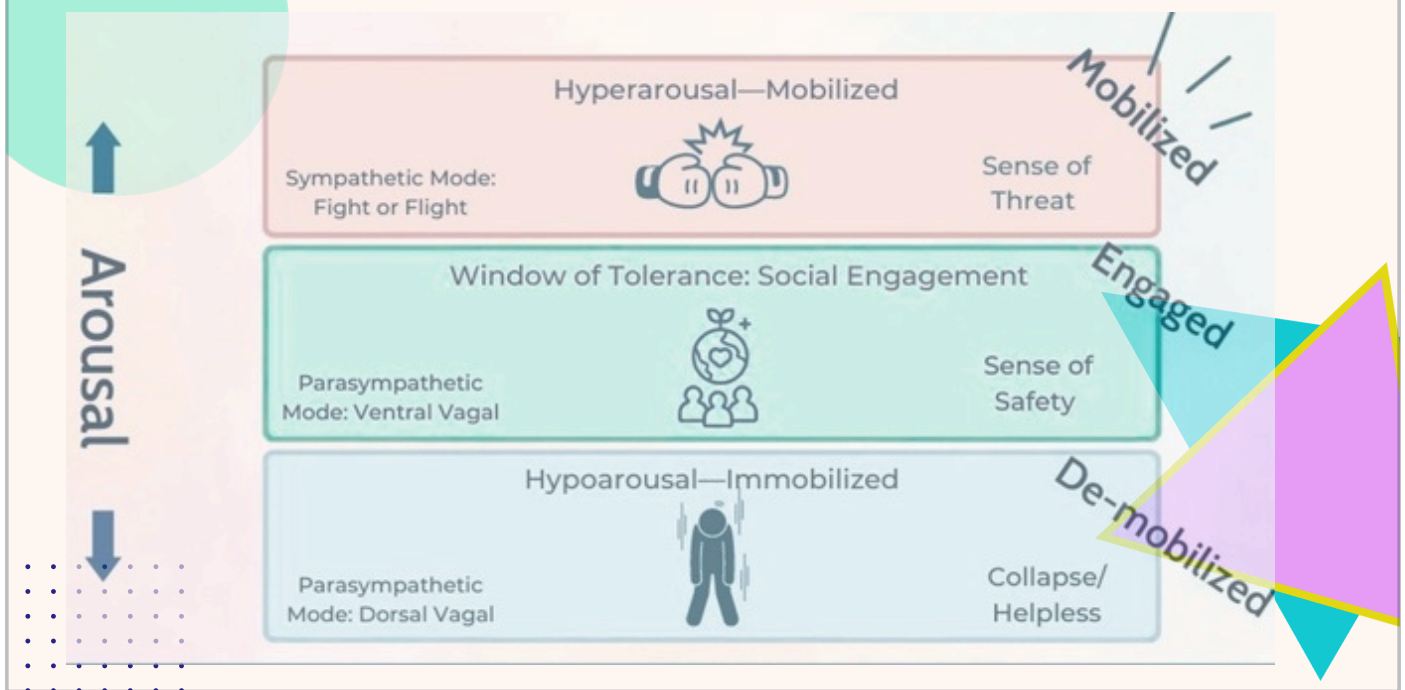 Arousal
Hyperarousal—Mobilized
Sympathetic Mode:
Fight or Flight
Sense of
Threat
Mobilized
Window of Tolerance: Social Engagement
Parasympathetic
Mode: Ventral Vagal
Sense of
Safety
Engaged
Hypoarousal—Immobilized
Parasympathetic
Mode: Dorsal Vagal
Collapse/
Helpless
De-mobilized